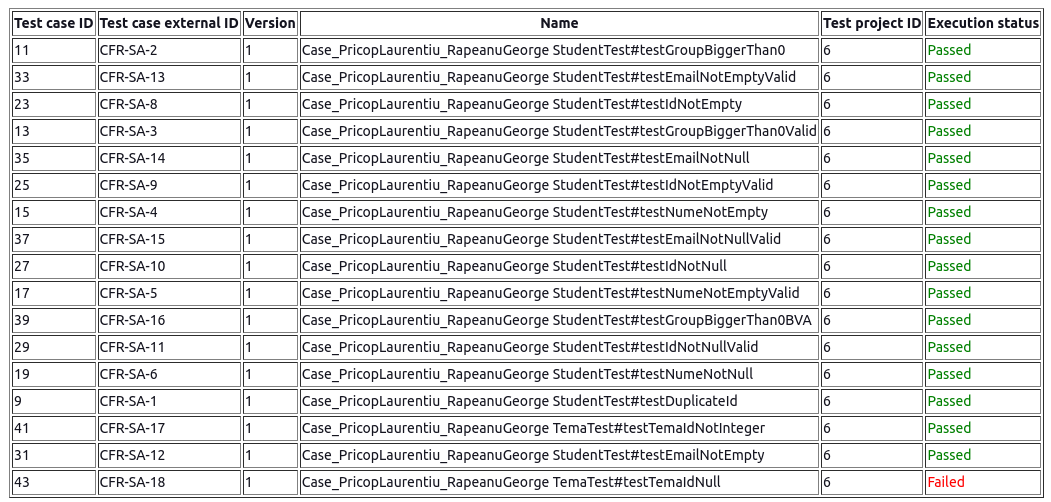 Test case ID Test case external ID Version Name Test project ID Execution status
11 CFR-SA-2 1 Case_PricopLaurentiu_RapeanuGeorge StudentTest#testGroupBiggerThan0 6 Passed
33 CFR-SA-13 1 Case_PricopLaurentiu_RapeanuGeorge StudentTest#testEmailNotEmptyValid 6 Passed
23 CFR-SA-8 1 Case_PricopLaurentiu_RapeanuGeorge StudentTest#testIdNotEmpty 6 Passed
13 CFR-SA-3 1 Case_PricopLaurentiu_RapeanuGeorge StudentTest#testGroupBiggerThan0Valid 6 Passed
35 CFR-SA-14 1 Case_PricopLaurentiu_RapeanuGeorge StudentTest#testEmailNotNull 6 Passed
25 CFR-SA-9 1 Case_PricopLaurentiu_RapeanuGeorge StudentTest#testIdNotEmptyValid 6 Passed
15 CFR-SA-4 1 Case_PricopLaurentiu_RapeanuGeorge StudentTest#testNumeNotEmpty 6 Passed
37 CFR-SA-15 1 Case_PricopLaurentiu_RapeanuGeorge StudentTest#testEmailNotNullValid 6 Passed
27 CFR-SA-10 1 Case_PricopLaurentiu_RapeanuGeorge StudentTest#testIdNotNull 6 Passed
17 CFR-SA-5 1 Case_PricopLaurentiu_RapeanuGeorge StudentTest#testNumeNotEmptyValid 6 Passed
39 CFR-SA-16 1 Case_PricopLaurentiu_RapeanuGeorge StudentTest#testGroupBiggerThan0BVA 6 Passed
29 CFR-SA-11 1 Case_PricopLaurentiu_RapeanuGeorge StudentTest#testIdNotNullValid 6 Passed
19 CFR-SA-6 1 Case_PricopLaurentiu_RapeanuGeorge StudentTest#testNumeNotNull 6 Passed
9 CFR-SA-1 1 Case_PricopLaurentiu_RapeanuGeorge StudentTest#testDuplicateId 6 Passed
41 CFR-SA-17 1 Case_PricopLaurentiu_RapeanuGeorge TemaTest#testTemaIdNotInteger 6 Passed
31 CFR-SA-12 1 Case_PricopLaurentiu_RapeanuGeorge StudentTest#testEmailNotEmpty 6 Passed
43 CFR-SA-18 1 Case_PricopLaurentiu_RapeanuGeorge TemaTest#testTemaIdNull 6 Failed